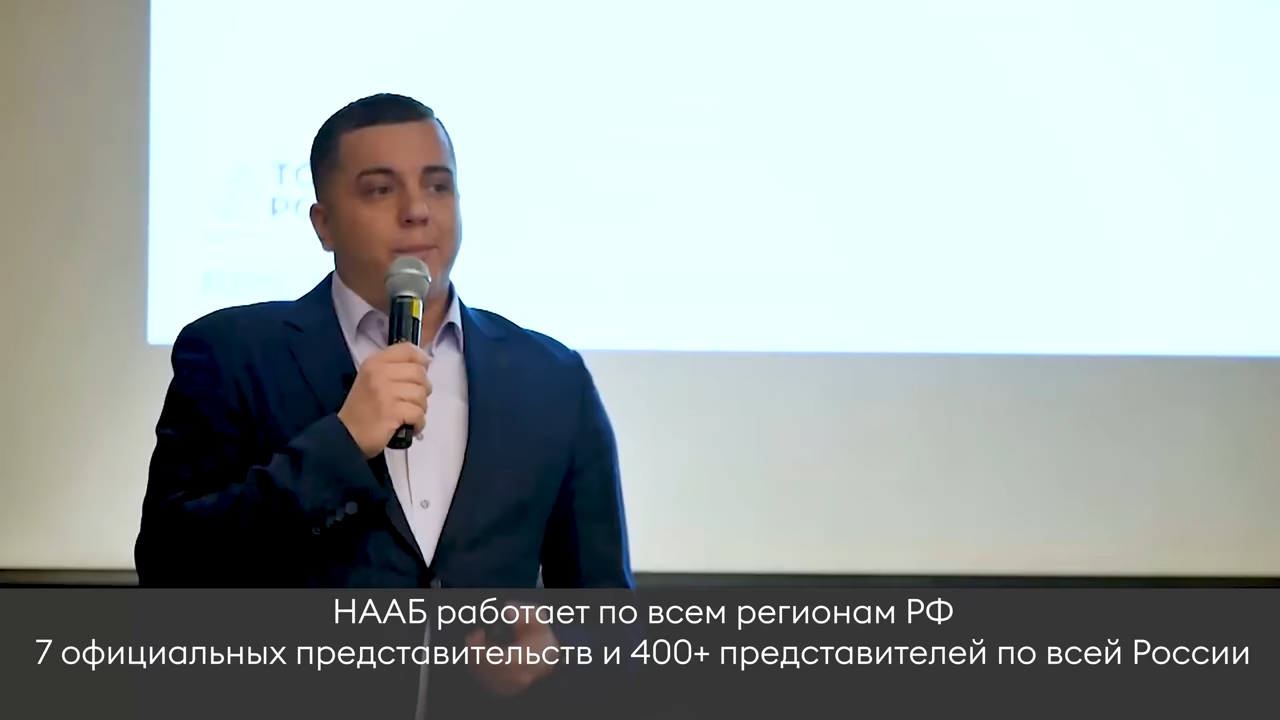 НААБ работает по всем регионам РФ
7 официальных представительств и 400+ представителей по всей России